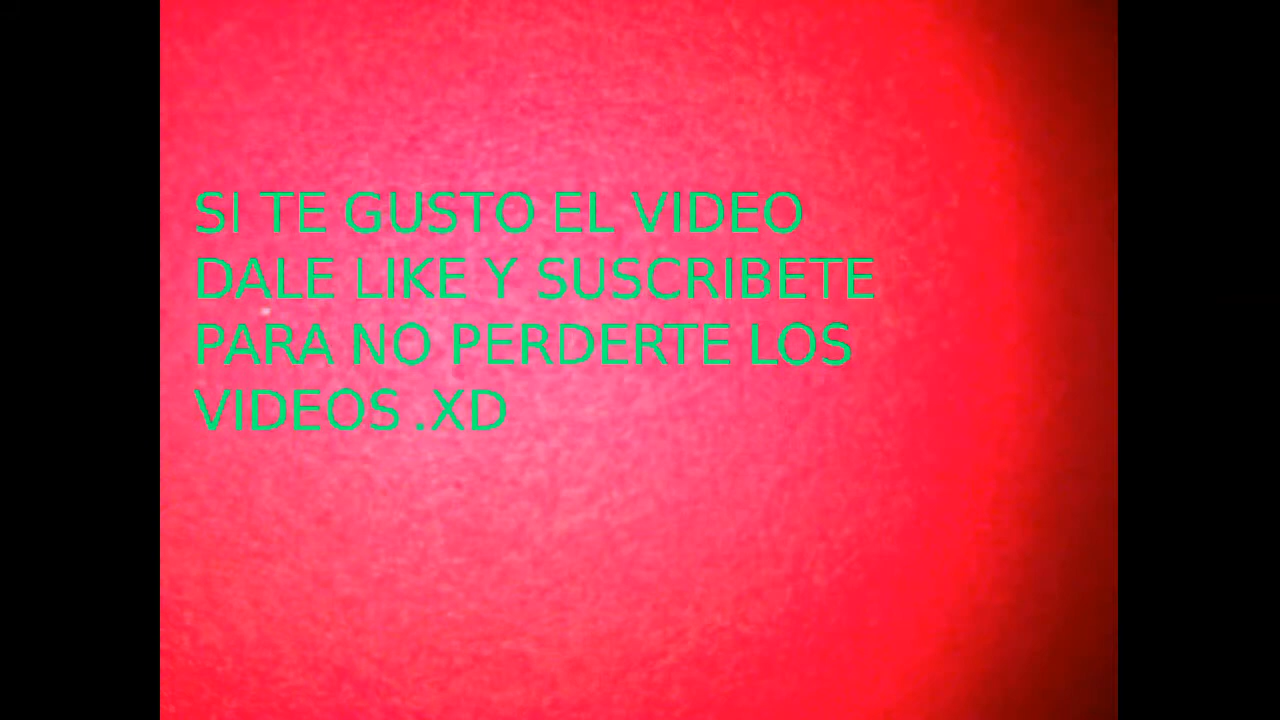 SI TE GUSTO EL VIDEO
DALE LIKE Y SUSCRIBETE
PARA NO PERDERTE LOS
VIDEOS .XD